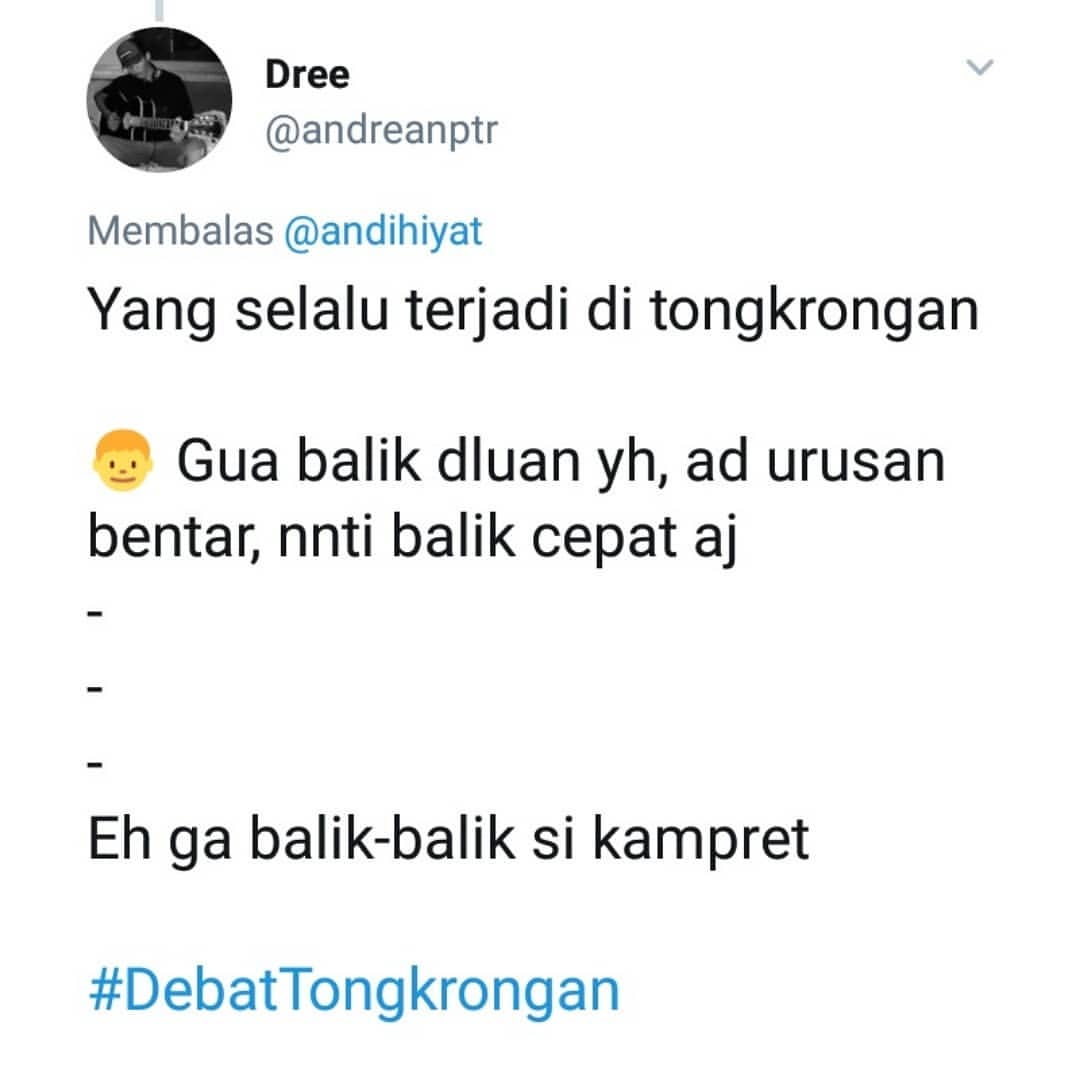 Dree
@andreanptr
Membalas @andihiyat
Yang selalu terjadi di tongkrongan
👦 Gua balik dluan yh, ad urusan
bentar, nnti balik cepat aj
-
-
-
Eh ga balik-balik si kampret
#DebatTongkrongan